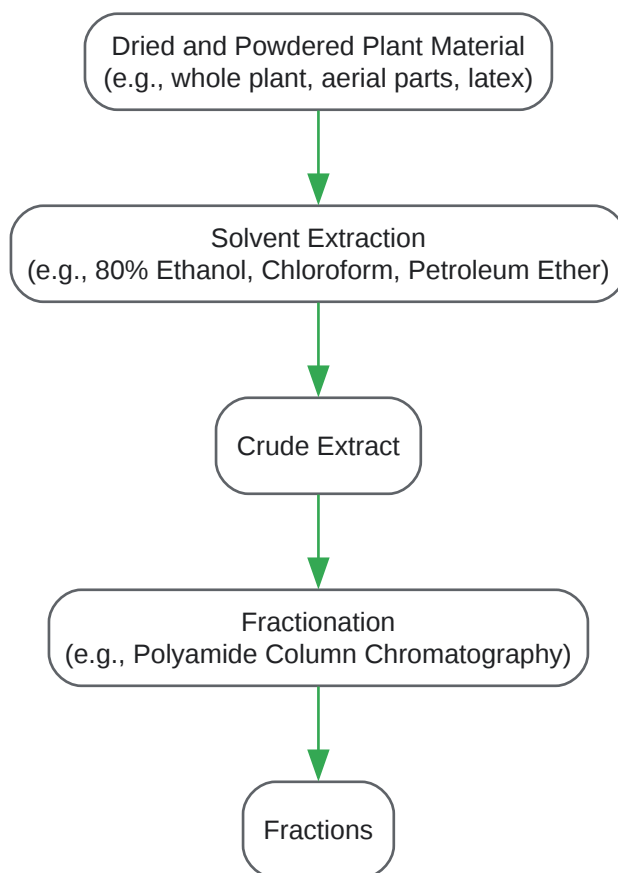 Dried and Powdered Plant Material
(e.g., whole plant, aerial parts, latex)
Solvent Extraction
(e.g., 80% Ethanol, Chloroform, Petroleum Ether)
Crude Extract
Fractionation
(e.g., Polyamide Column Chromatography)
Fractions